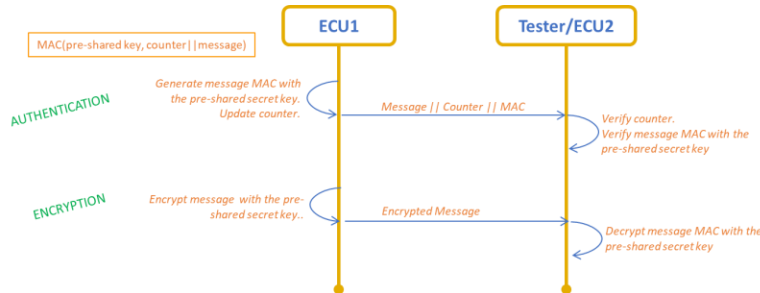 ECU1
Tester/ECU2
MAC(pre-shared key, counter||message)
AUTHENTICATION
Generate message MAC with
the pre-shared secret key.
Update counter.
Message || Counter || MAC
Verify counter.
Verify message MAC with the
pre-shared secret key
ENCRYPTION
Encrypt message with the pre-
shared secret key..
Encrypted Message
Decrypt message MAC with the
pre-shared secret key